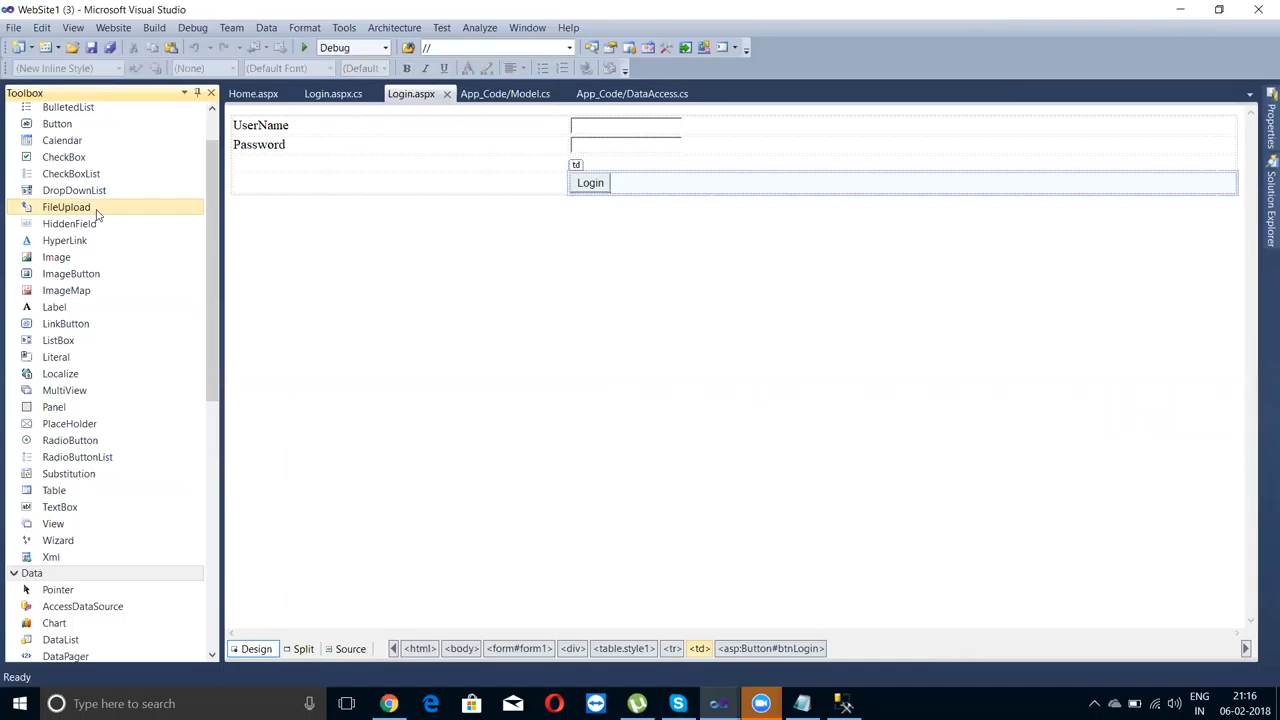 WebSite1 (3) - Microsoft Visual Studio
File Edit View Website Build Debug Team Data Format Tools Architecture Test Analyze Window Help
Debug //
(New Inline Style) (None) (Default Font) (Default B I U A
Toolbox
Home.aspx Login.aspx.cs Login.aspx App_Code/Model.cs App_Code/DataAccess.cs
BulletedList
Button
Calendar
CheckBox
CheckBoxList
DropDownList
FileUpload
HiddenField
HyperLink
Image
ImageButton
ImageMap
Label
LinkButton
ListBox
Literal
Localize
MultiView
Panel
PlaceHolder
RadioButton
RadioButtonList
Substitution
Table
TextBox
View
Wizard
Xml
Data
Pointer
AccessDataSource
Chart
DataList
DataPager
UserName
Password
td
Login
Properties
Solution Explorer
Design Split Source <html> <body> <form#form1> <div> <table.style1> <tr> <td> <asp:Button#btnLogin>
Ready
Type here to search
ENG 21:16
IN 06-02-2018